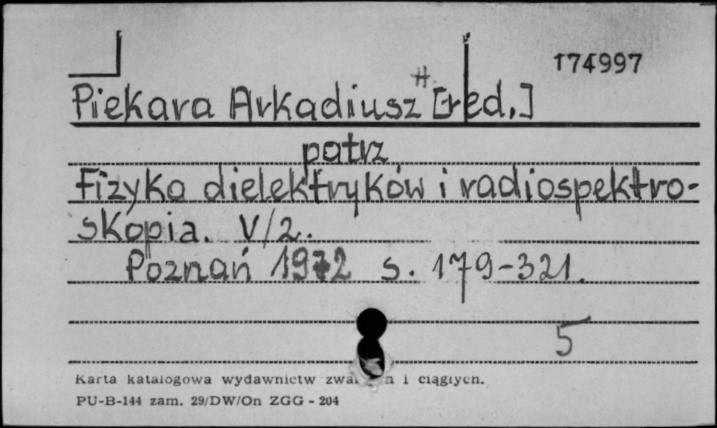 174997
Piekara Arkadiusz # [red.]
patrz
Fizyka dielektryków i radiospektro-
skopia. V/2.
Poznań 1972 s. 179-321.
5
Karta katalogowa wydawnictw i ciągłych.
PU-B-144 zam. 29/DW/On ZGG - 204